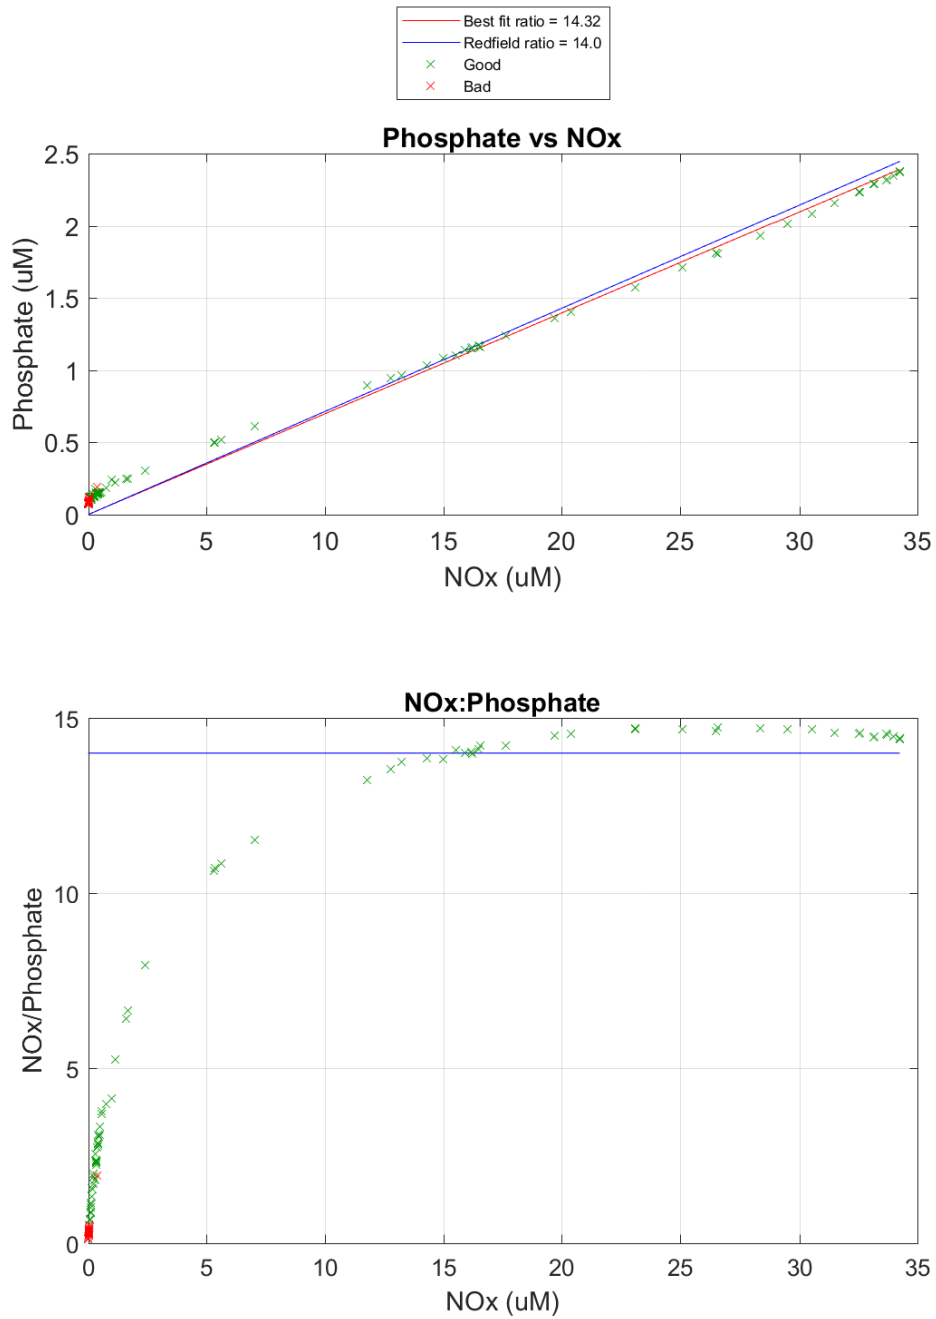 Best fit ratio = 14.32
Redfield ratio = 14.0
Good
Bad
Phosphate vs NOx
2.5
2
1.5
1
0.5
0
Phosphate (uM)
0 5 10 15 20 25 30 35
NOx (uM)
NOx:Phosphate
15
10
5
0
NOx/Phosphate
0 5 10 15 20 25 30 35
NOx (uM)